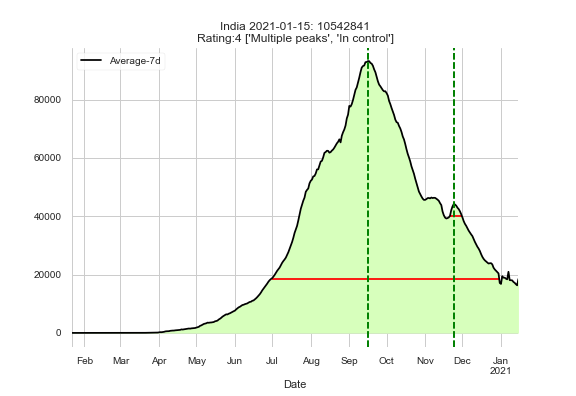 India 2021-01-15: 10542841
Rating:4 ['Multiple peaks', 'In control']
Average-7d
80000
60000
40000
20000
0
Feb Mar Apr May Jun Jul Aug Sep Oct Nov Dec Jan
2021
Date